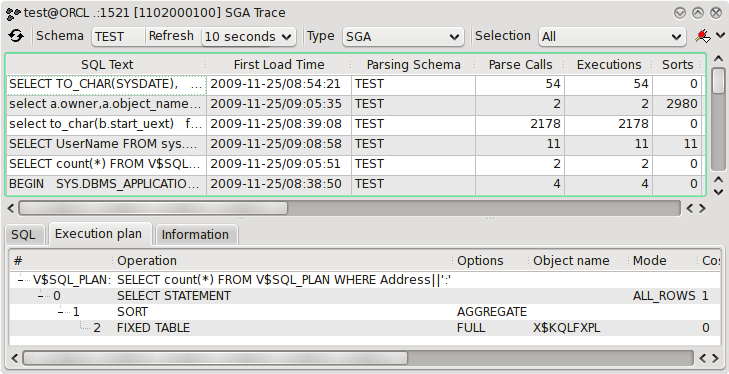 test@ORCL .:1521 [1102000100] SGA Trace
Schema TEST Refresh 10 seconds Type SGA Selection All
SQL Text First Load Time Parsing Schema Parse Calls Executions Sorts
SELECT TO_CHAR(SYSDATE), ... 2009-11-25/08:54:21 TEST 54 54 0
select a.owner,a.object_name... 2009-11-25/09:05:35 TEST 2 2 2980
select to_char(b.start_uext) f... 2009-11-25/08:39:08 TEST 2178 2178 0
SELECT UserName FROM sys.... 2009-11-25/09:08:58 TEST 11 11 11
SELECT count(*) FROM V$SQL... 2009-11-25/09:05:51 TEST 2 2 0
BEGIN SYS.DBMS_APPLICATIO... 2009-11-25/08:38:50 TEST 4 4 0
SQL Execution plan Information
# Operation Options Object name Mode Cos
V$SQL_PLAN: SELECT count(*) FROM V$SQL_PLAN WHERE Address||':'
0 SELECT STATEMENT ALL_ROWS 1
1 SORT AGGREGATE
2 FIXED TABLE FULL X$KQLFXPL 0